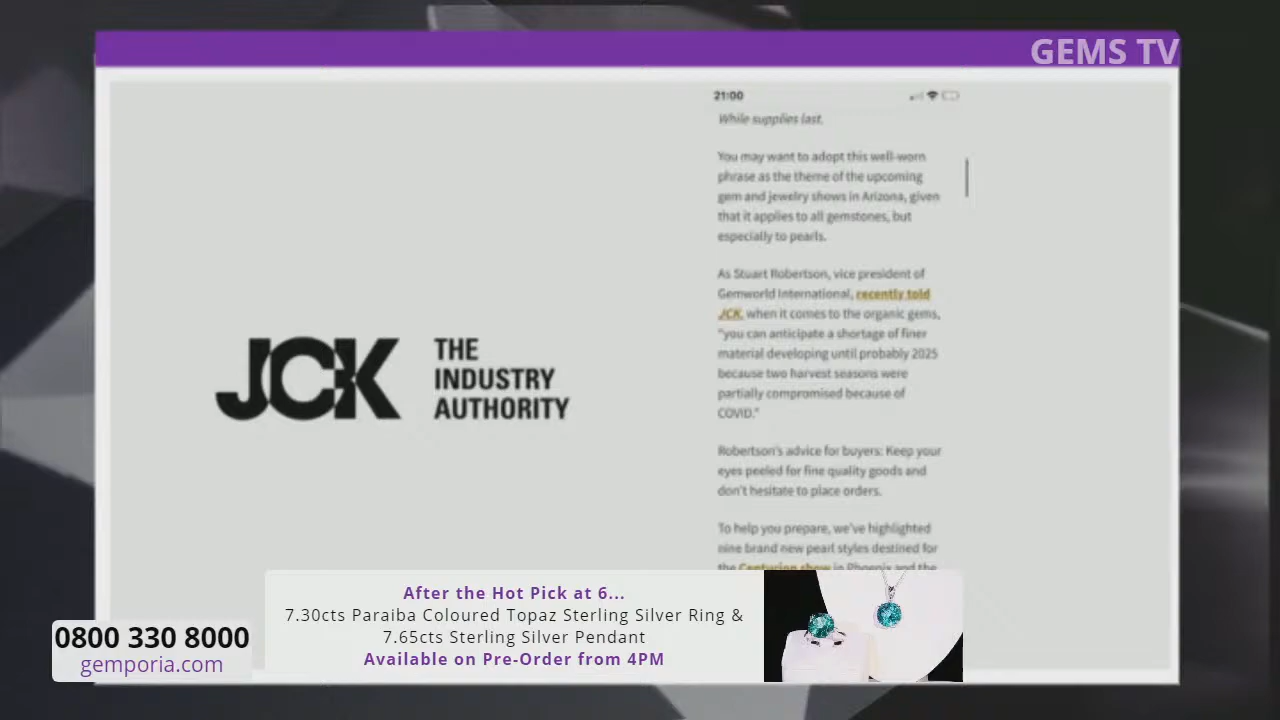 GEMS TV
21:00
While supplies last.
You may want to adopt this well-worn
phrase as the theme of the upcoming
gem and jewelry shows in Arizona, given
that it applies to all gemstones, but
especially to pearls.
As Stuart Robertson, vice president of
Gemworld International, recently told
JCK, when it comes to the organic gems,
"you can anticipate a shortage of finer
material developing until probably 2025
because two harvest seasons were
partially compromised because of
COVID."
Robertson's advice for buyers: Keep your
eyes peeled for fine quality goods and
don't hesitate to place orders.
To help you prepare, we've highlighted
nine brand new pearl styles destined for
the Centurion show in Phoenix and the
JCK
THE
INDUSTRY
AUTHORITY
After the Hot Pick at 6...
7.30cts Paraiba Coloured Topaz Sterling Silver Ring &
7.65cts Sterling Silver Pendant
Available on Pre-Order from 4PM
0800 330 8000
gemporia.com